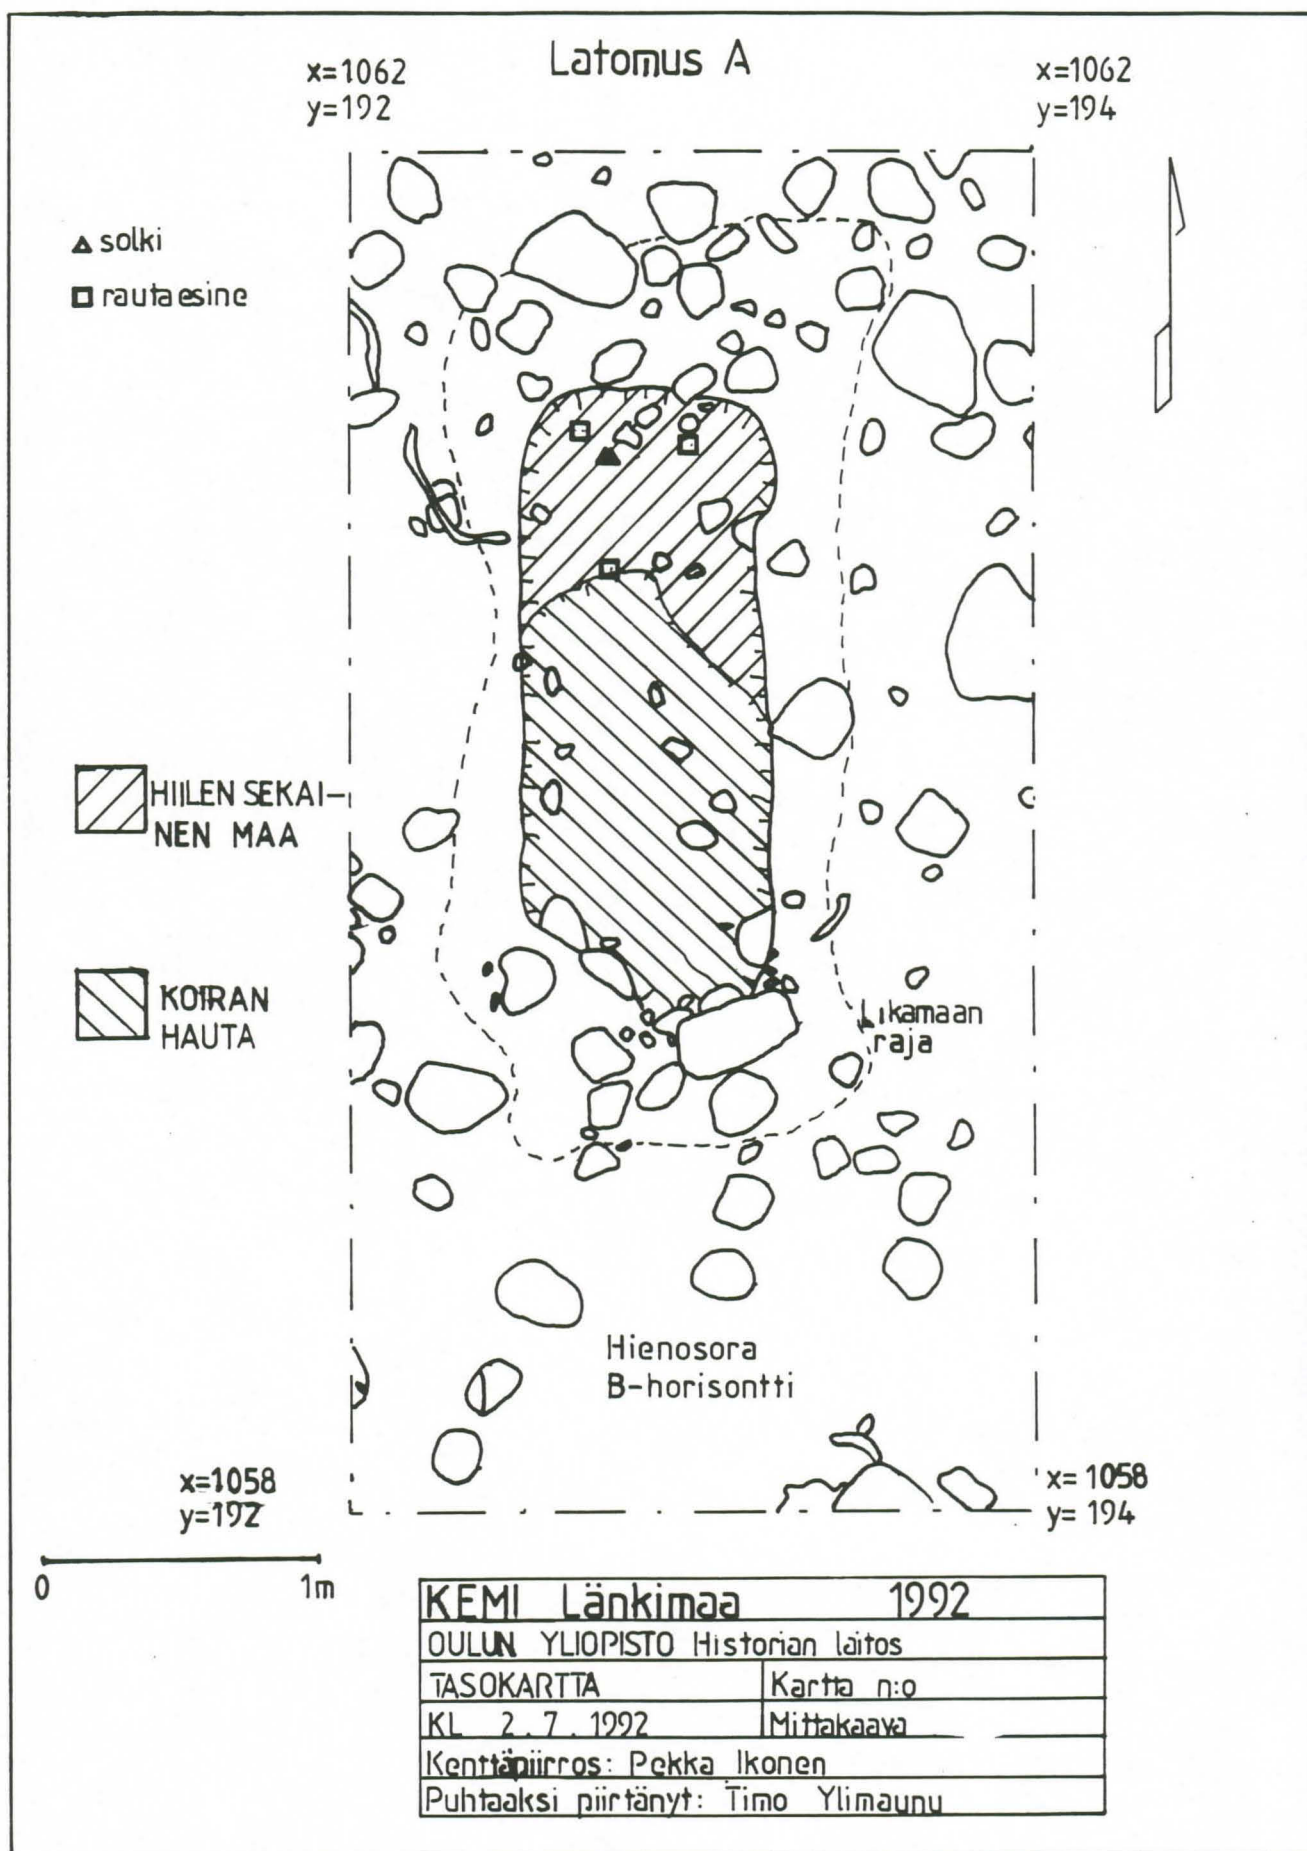 Latomus A
x=1062
y=192
x=1062
y=194
solki
rautaesine
HIILEN SEKAI-
NEN MAA
KOIRAN
HAUTA
Likamaan
raja
Hienosora
B-horisontti
x=1058
y=192
x=1058
y=194
0 1m
KEMI Länkimaa 1992
OULUN YLIOPISTO Historian laitos
TASOKARTTA Kartta n:o
KL 2.7.1992 Mittakaava
Kenttäpiirros: Pekka Ikonen
Puhtaaksi piirtänyt: Timo Ylimaunu